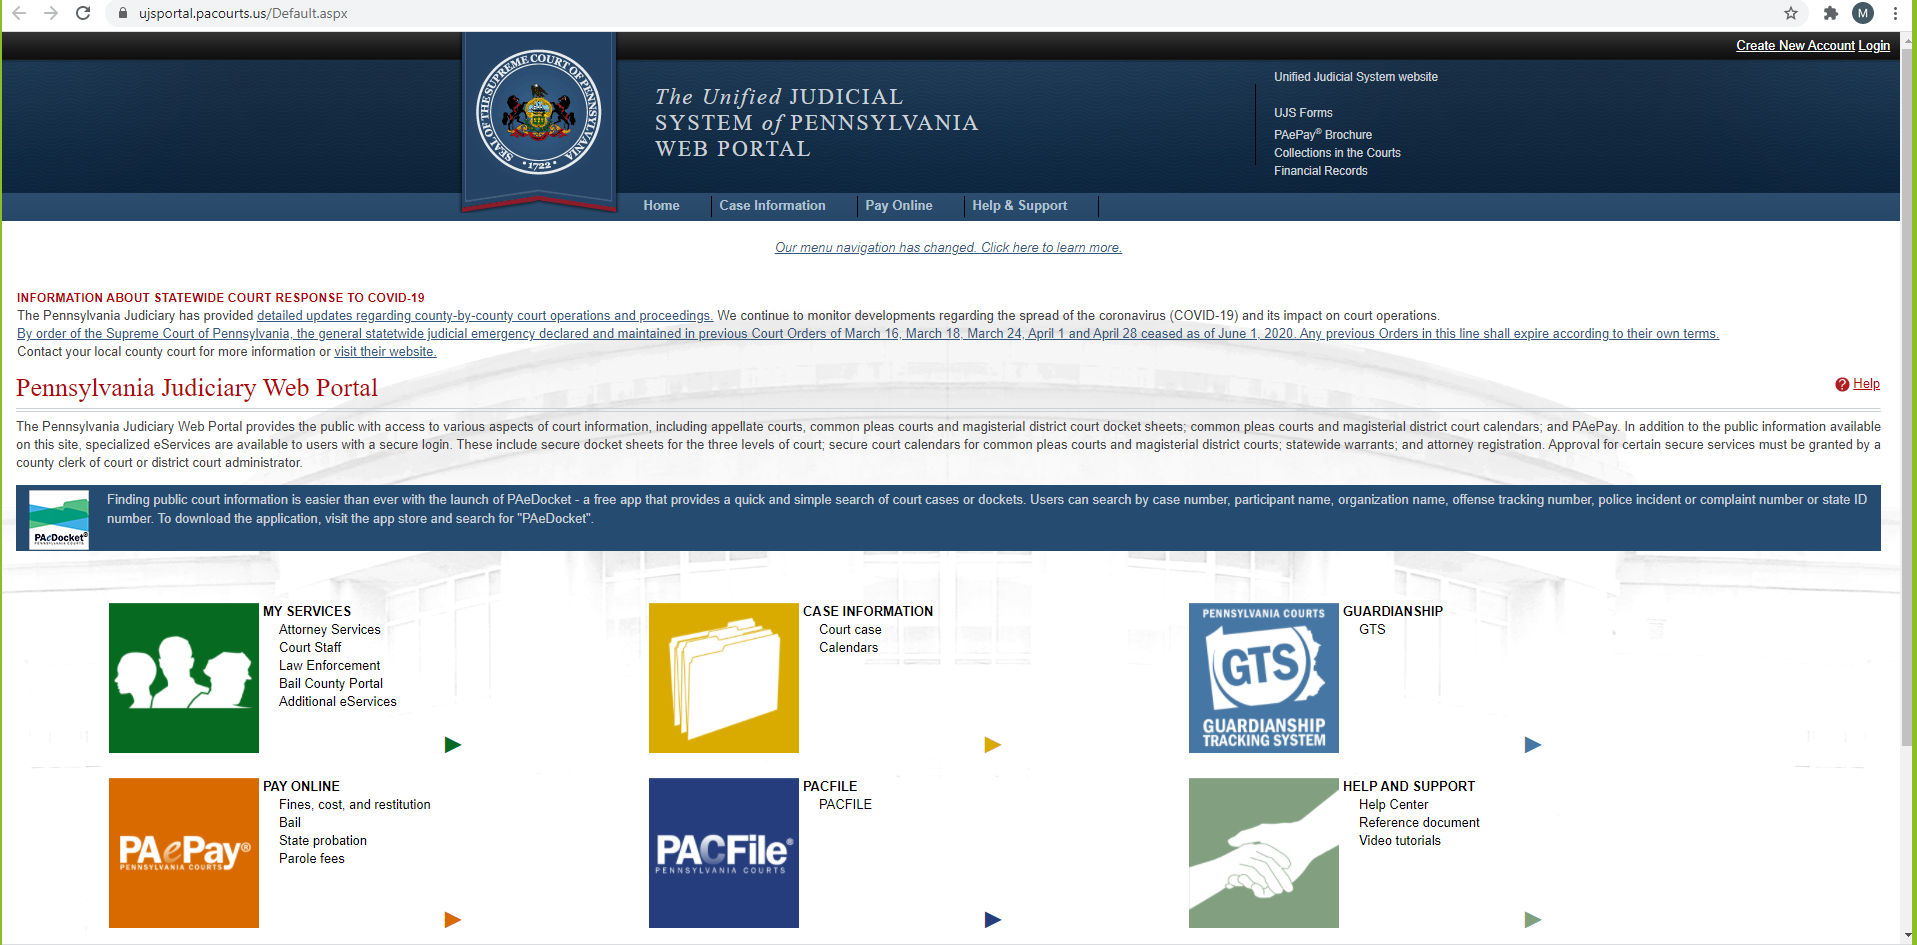 ujsportal.pacourts.us/Default.aspx
M
Create New Account Login
SEAL OF THE SUPREME COURT OF PENNSYLVANIA
· 1722 ·
The Unified JUDICIAL
SYSTEM of PENNSYLVANIA
WEB PORTAL
Unified Judicial System website
UJS Forms
PAePay® Brochure
Collections in the Courts
Financial Records
Home
Case Information
Pay Online
Help & Support
Our menu navigation has changed. Click here to learn more.
INFORMATION ABOUT STATEWIDE COURT RESPONSE TO COVID-19
The Pennsylvania Judiciary has provided detailed updates regarding county-by-county court operations and proceedings. We continue to monitor developments regarding the spread of the coronavirus (COVID-19) and its impact on court operations.
By order of the Supreme Court of Pennsylvania, the general statewide judicial emergency declared and maintained in previous Court Orders of March 16, March 18, March 24, April 1 and April 28 ceased as of June 1, 2020. Any previous Orders in this line shall expire according to their own terms.
Contact your local county court for more information or visit their website.
Pennsylvania Judiciary Web Portal
? Help
The Pennsylvania Judiciary Web Portal provides the public with access to various aspects of court information, including appellate courts, common pleas courts and magisterial district court docket sheets; common pleas courts and magisterial district court calendars; and PAePay. In addition to the public information available
on this site, specialized eServices are available to users with a secure login. These include secure docket sheets for the three levels of court; secure court calendars for common pleas courts and magisterial district courts; statewide warrants; and attorney registration. Approval for certain secure services must be granted by a
county clerk of court or district court administrator.
PAeDocket®
PENNSYLVANIA COURTS
Finding public court information is easier than ever with the launch of PAeDocket - a free app that provides a quick and simple search of court cases or dockets. Users can search by case number, participant name, organization name, offense tracking number, police incident or complaint number or state ID
number. To download the application, visit the app store and search for "PAeDocket".
MY SERVICES
Attorney Services
Court Staff
Law Enforcement
Bail County Portal
Additional eServices
CASE INFORMATION
Court case
Calendars
PENNSYLVANIA COURTS
GTS
GUARDIANSHIP
TRACKING SYSTEM
GUARDIANSHIP
GTS
PAePay®
PENNSYLVANIA COURTS
PAY ONLINE
Fines, cost, and restitution
Bail
State probation
Parole fees
PACFile®
PENNSYLVANIA COURTS
PACFILE
PACFILE
HELP AND SUPPORT
Help Center
Reference document
Video tutorials